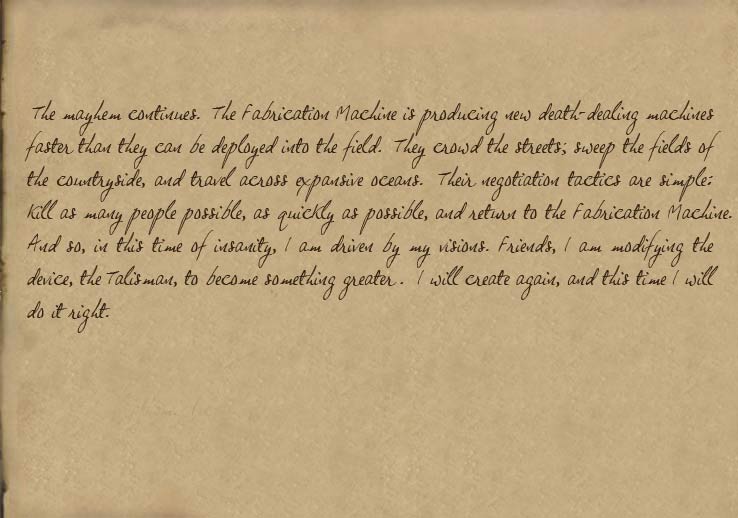 The mayhem continues. The Fabrication Machine is producing new death-dealing machines
faster than they can be deployed into the field. They crowd the streets; sweep the fields of
the countryside, and travel across expansive oceans. Their negotiation tactics are simple:
Kill as many people possible, as quickly as possible, and return to the Fabrication Machine.
And so, in this time of insanity, I am driven by my visions. Friends, I am modifying the
device, the Talisman, to become something greater. I will create again, and this time I will
do it right.